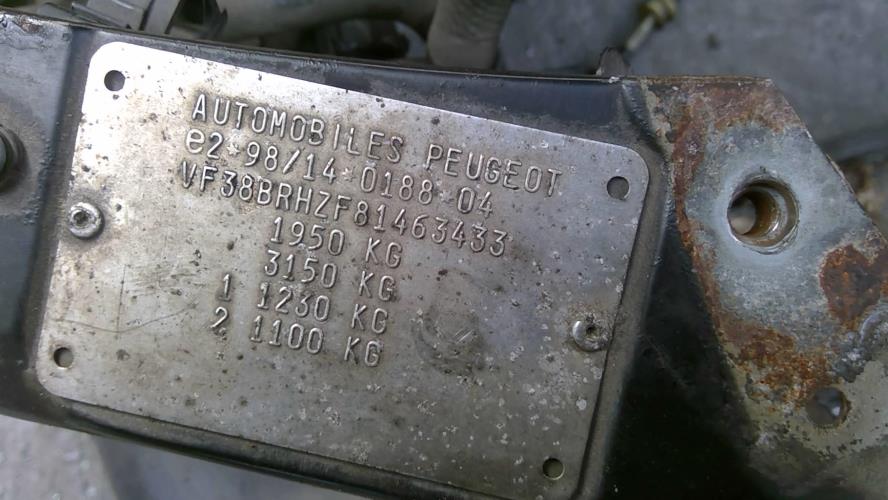 AUTOMOBILES PEUGEOT
e2*98/14*0188*04
VF38BRHZF81463433
1950 KG
3150 KG
1 1230 KG
2 1100 KG